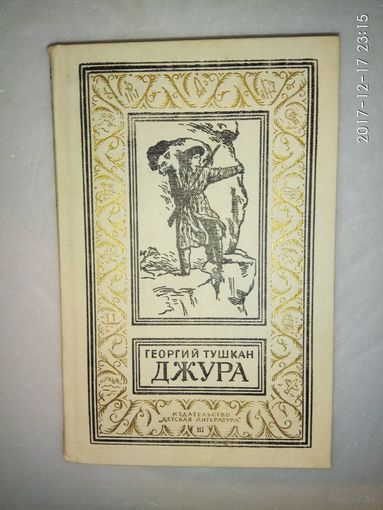 2017-12-17 23:15
ГЕОРГИЙ ТУШКАН
ДЖУРА
ИЗДАТЕЛЬСТВО
"ДЕТСКАЯ ЛИТЕРАТУРА"